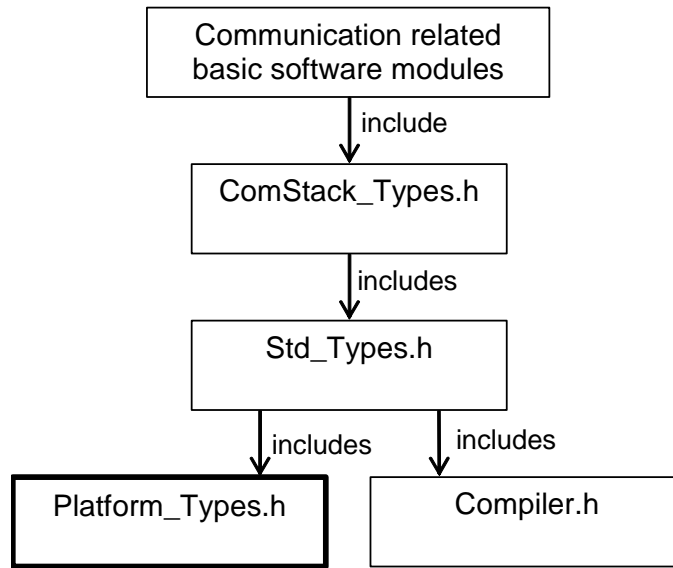 Communication related
basic software modules
include
ComStack_Types.h
includes
Std_Types.h
includes
includes
Platform_Types.h
Compiler.h